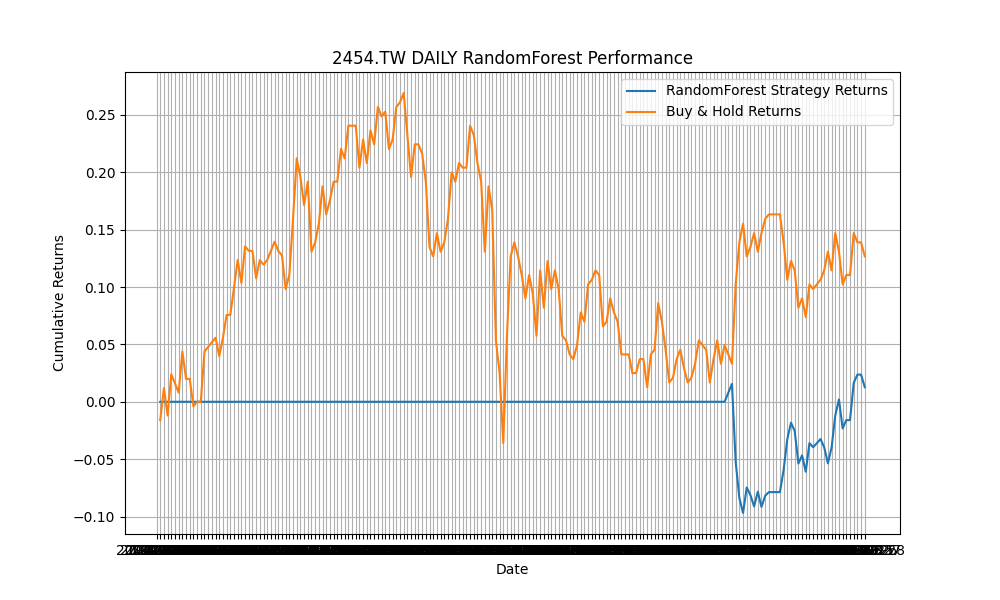 2454.TW DAILY RandomForest Performance
RandomForest Strategy Returns
Buy & Hold Returns
Cumulative Returns
0.25
0.20
0.15
0.10
0.05
0.00
−0.05
−0.10
Date